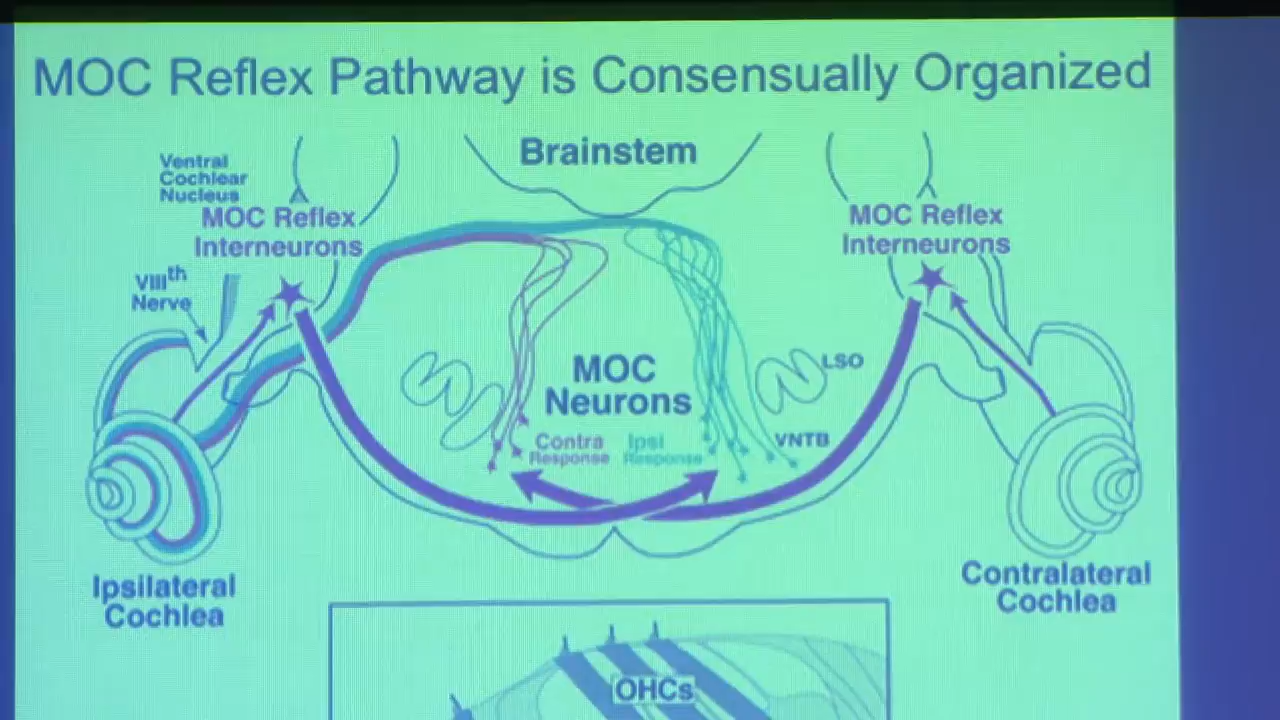 MOC Reflex Pathway is Consensually Organized
Brainstem
Ventral
Cochlear
Nucleus
MOC Reflex
Interneurons
MOC Reflex
Interneurons
VIIIth
Nerve
MOC
Neurons
LSO
Contra
Response
Ipsi
Response
VNTB
Ipsilateral
Cochlea
Contralateral
Cochlea
OHCs